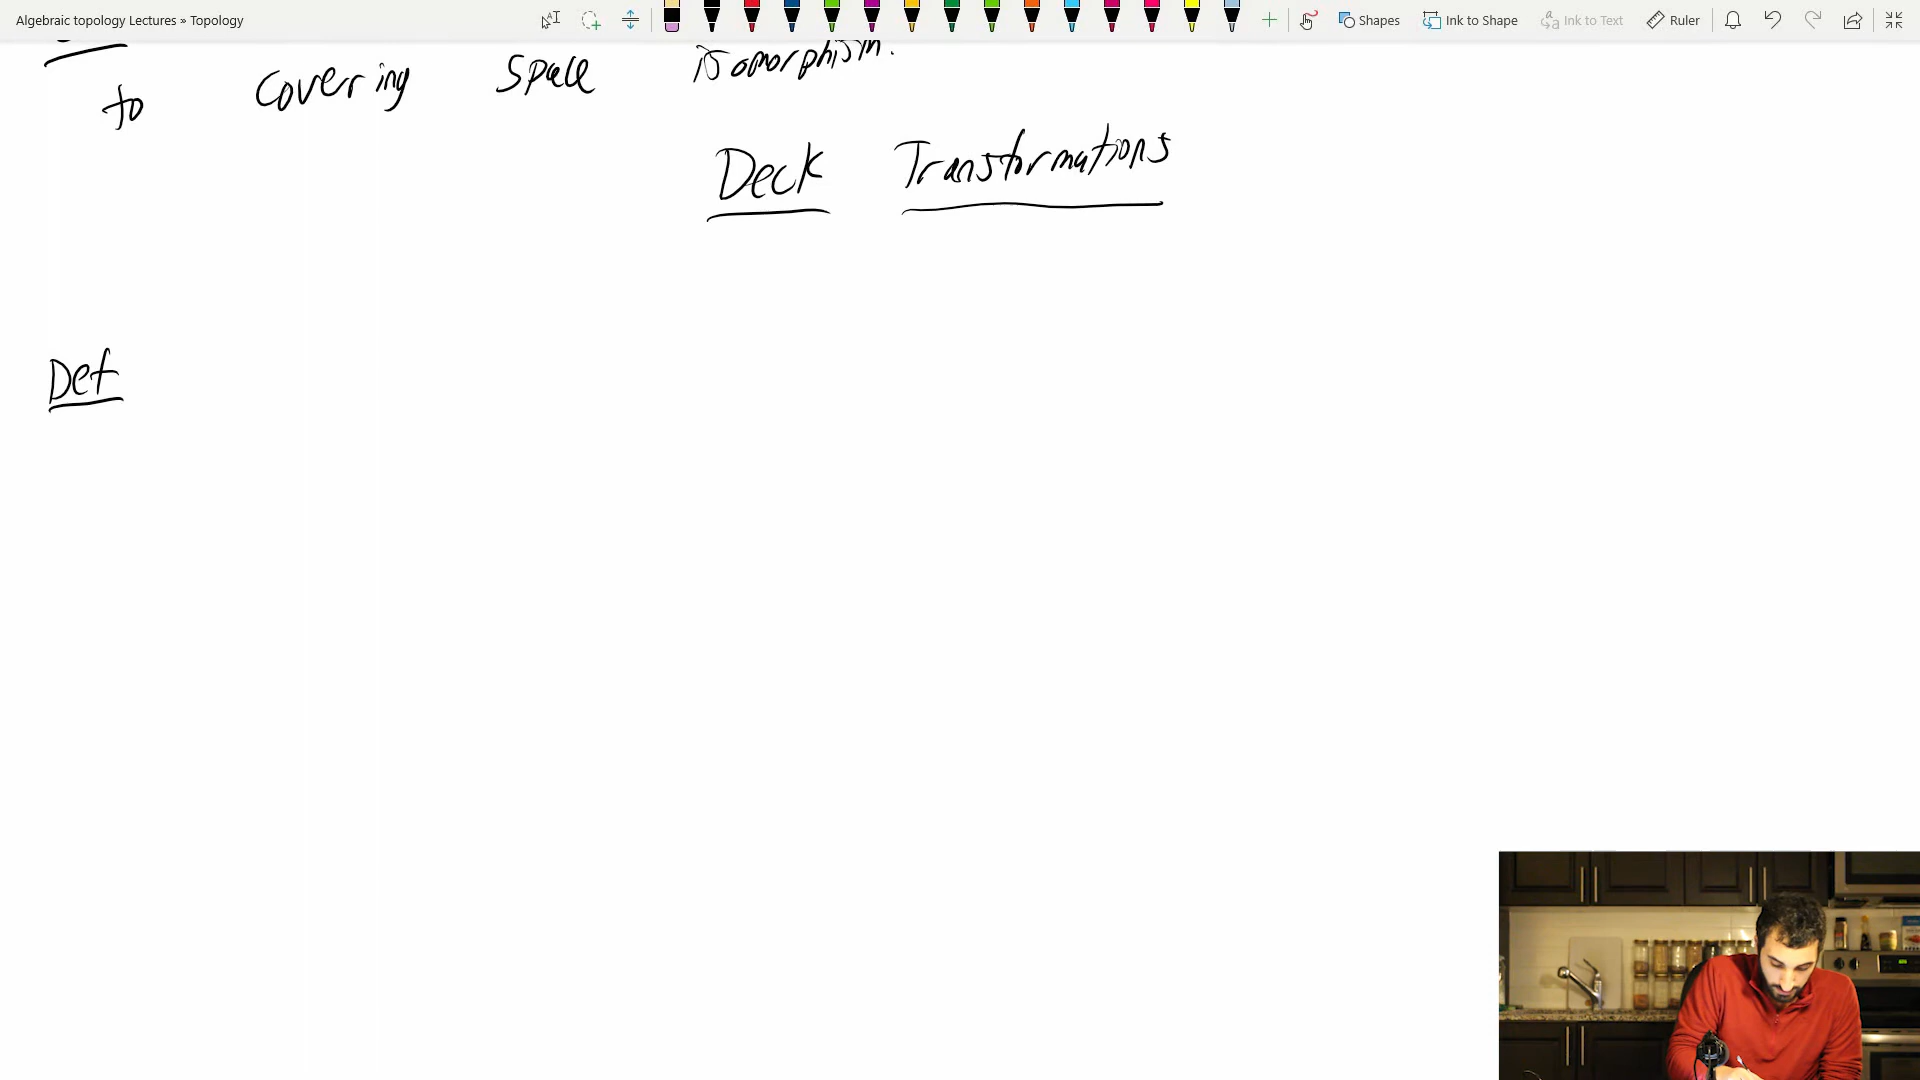 Algebraic topology Lectures » Topology
Shapes
Ink to Shape
Ink to Text
Ruler
to covering space isomorphism.
Deck Transformations
Def